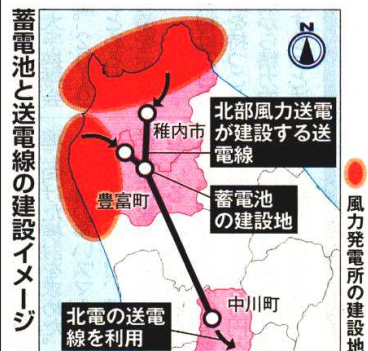 蓄電池と送電線の建設イメージ
N
稚内市
北部風力送電
が建設する送
電線
豊富町
蓄電池
の建設地
中川町
北電の送電
線を利用
風力発電所の建設地